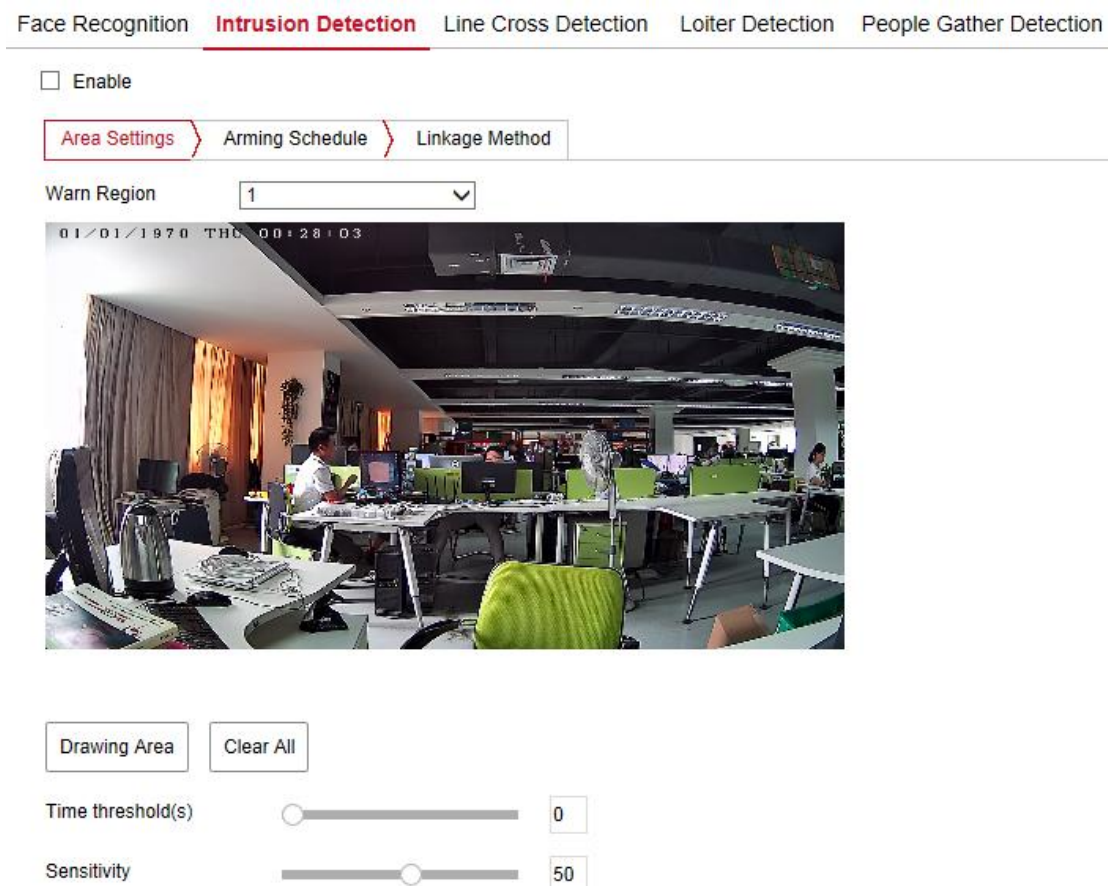 Face Recognition Intrusion Detection Line Cross Detection Loiter Detection People Gather Detection
Enable
Area Settings Arming Schedule Linkage Method
Warn Region 1
01/01/1970 THU 00:28:03
Drawing Area Clear All
Time threshold(s) 0
Sensitivity 50